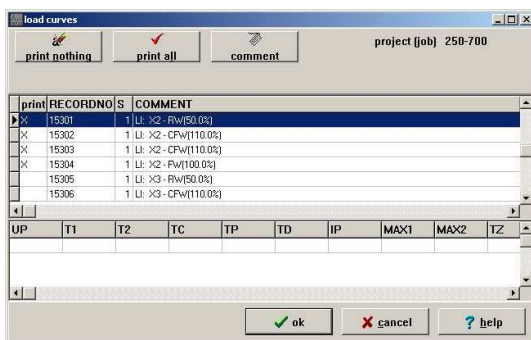 load curves
print nothing print all comment project (job) 250-700
print RECORDNO S COMMENT
X 15301 1 LI: X2 - RW(50.0%)
X 15302 1 LI: X2 - CFW(110.0%)
X 15303 1 LI: X2 - CFW(110.0%)
X 15304 1 LI: X2 - FW(100.0%)
15305 1 LI: X3 - RW(50.0%)
15306 1 LI: X3 - CFW(110.0%)
UP T1 T2 TC TP TD IP MAX1 MAX2 TZ
ok cancel help